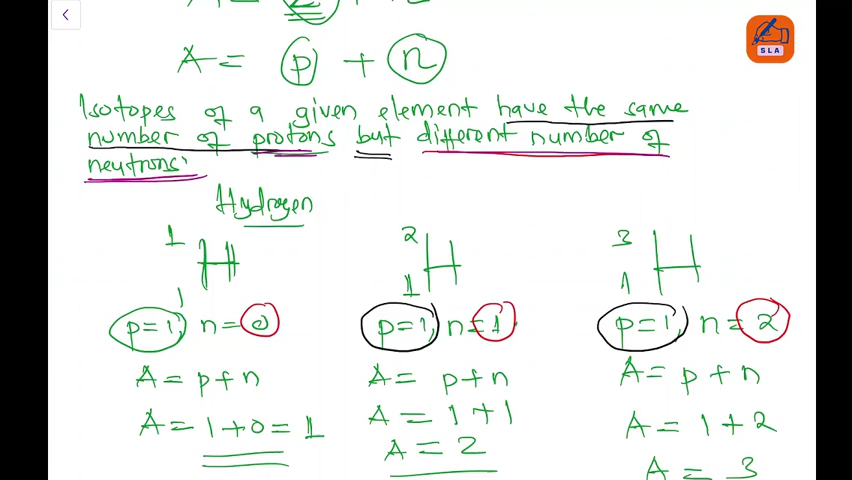 SLA
A = p + n
Isotopes of a given element have the same
number of protons but different number of
neutrons.
Hydrogen
1 2 3
H H H
1 1 1
p=1, n=0 p=1, n=1 p=1, n=2
A = p+n A = p+n A = p+n
A = 1+0 = 1 A = 1+1 A = 1+2
A = 2 A = 3